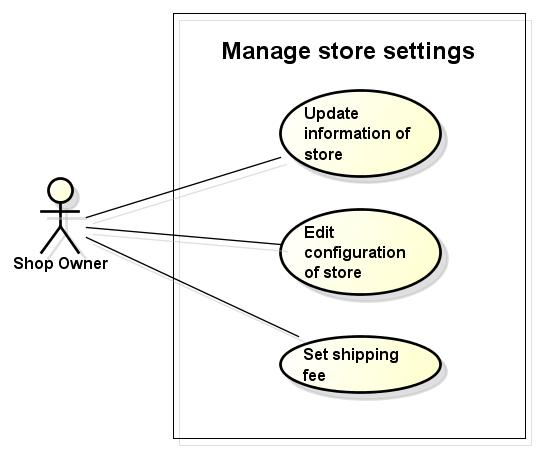 Manage store settings
Update
information of
store
Edit
configuration
of store
Shop Owner
Set shipping
fee